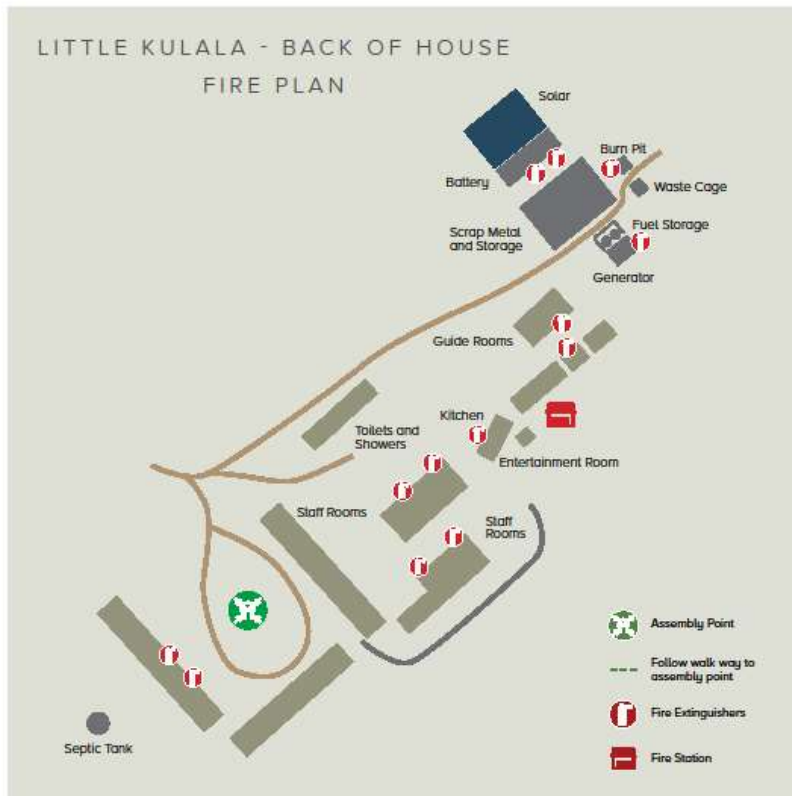 LITTLE KULALA - BACK OF HOUSE
FIRE PLAN
Solar
Burn Pit
Battery
Waste Cage
Scrap Metal
and Storage
Fuel Storage
Generator
Guide Rooms
Kitchen
Toilets and
Showers
Entertainment Room
Staff Rooms
Staff
Rooms
Assembly Point
Follow walk way to
assembly point
Fire Extinguishers
Fire Station
Septic Tank